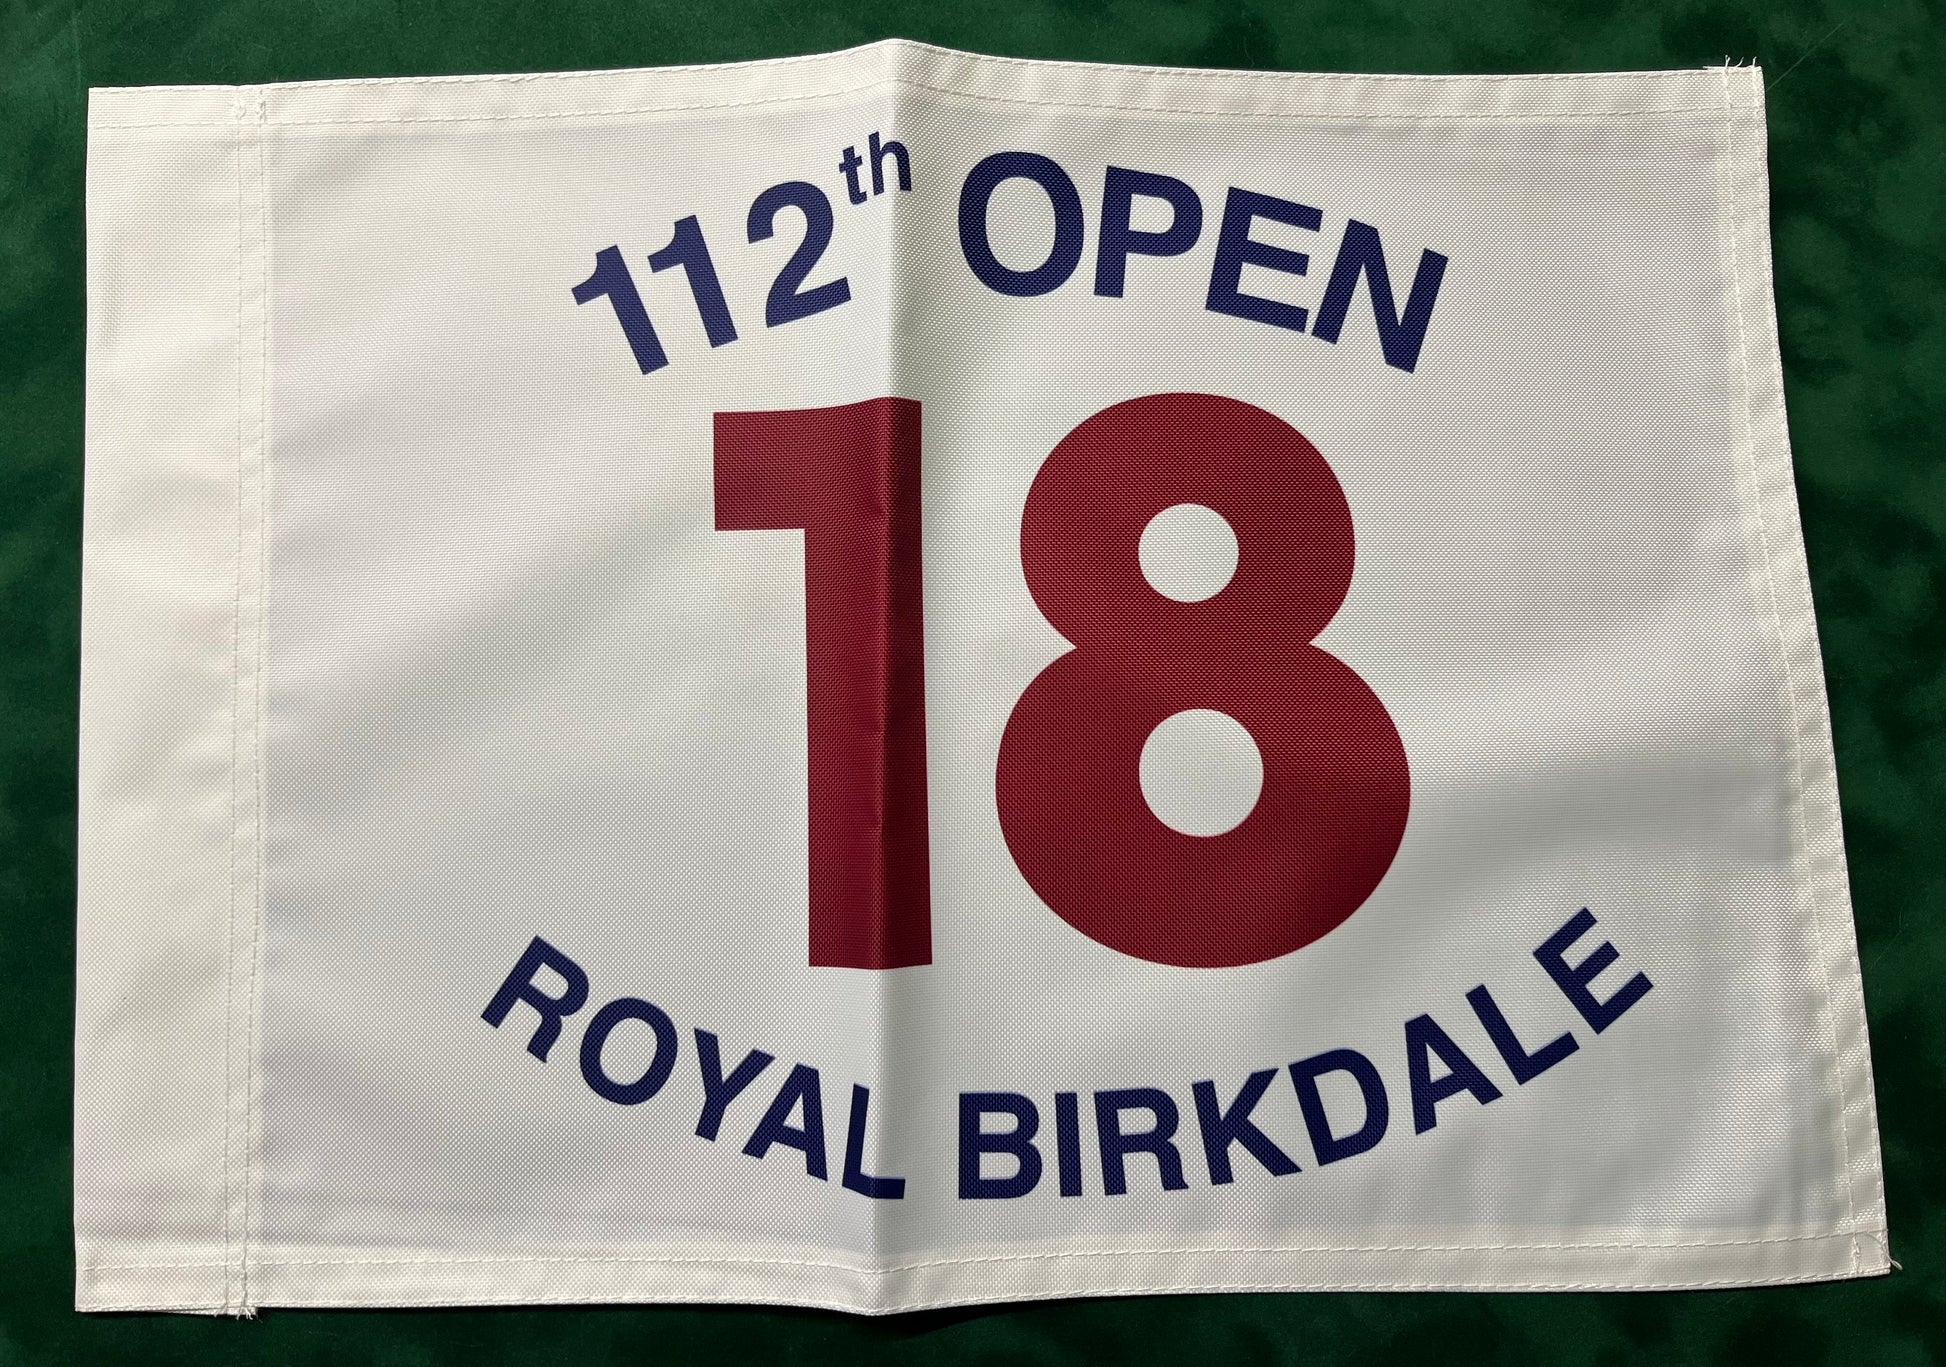 112th OPEN
18
ROYAL BIRKDALE